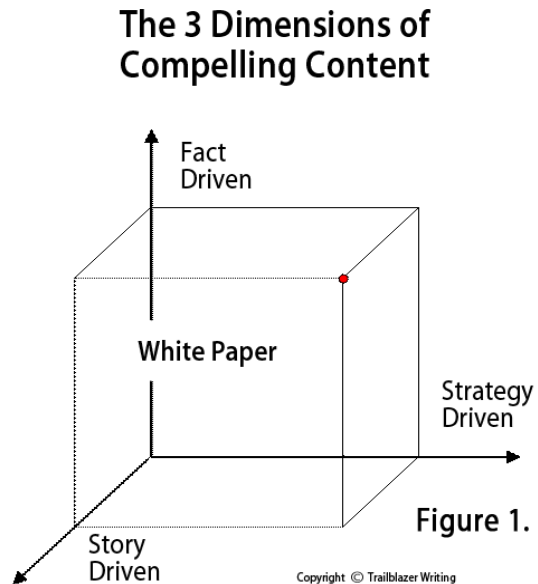 The 3 Dimensions of
Compelling Content
Fact
Driven
White Paper
Strategy
Driven
Figure 1.
Story
Driven
Copyright © Trailblazer Writing